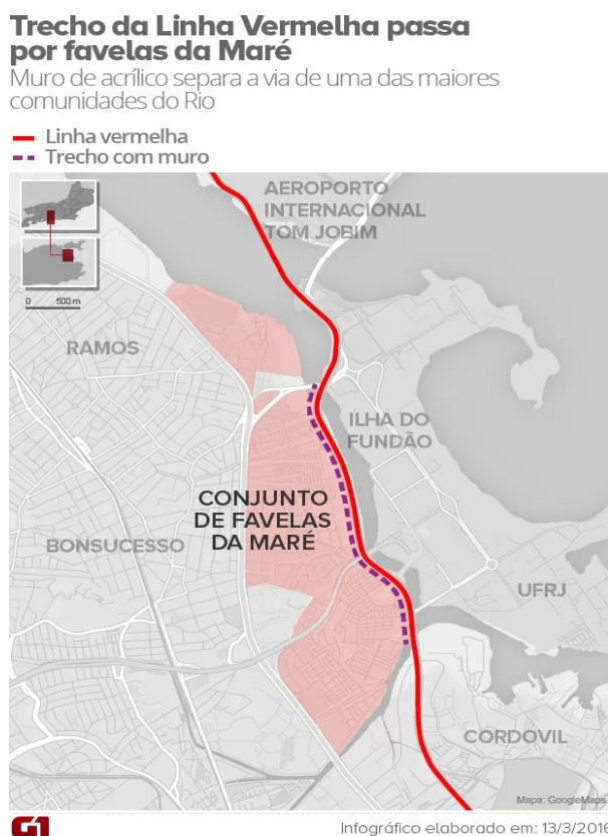 Trecho da Linha Vermelha passa
por favelas da Maré
Muro de acrílico separa a via de uma das maiores
comunidades do Rio
Linha vermelha
Trecho com muro
AEROPORTO
INTERNACIONAL
TOM JOBIM
0 500 m
RAMOS
ILHA DO
FUNDÃO
CONJUNTO
DE FAVELAS
DA MARÉ
BONSUCESSO
UFRJ
CORDOVIL
Mapa: GoogleMaps
G1
Infográfico elaborado em: 13/3/2016